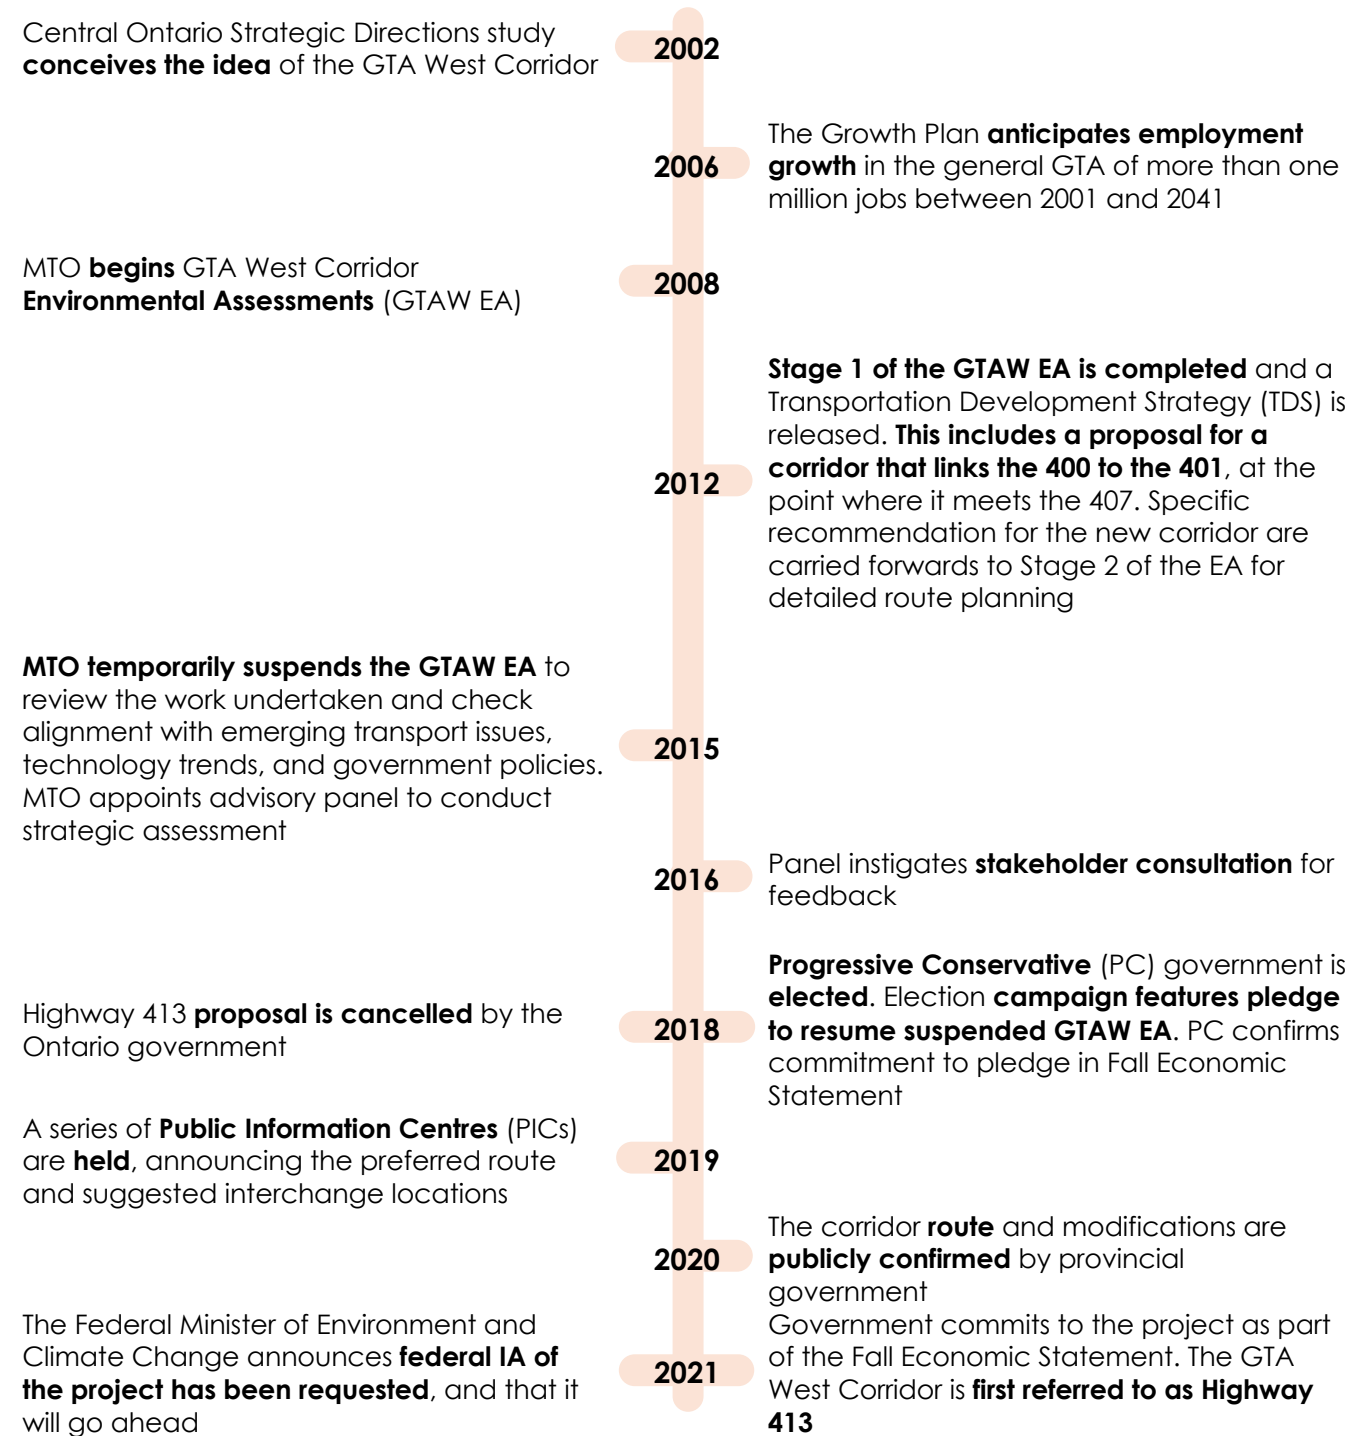 Central Ontario Strategic Directions study
conceives the idea of the GTA West Corridor
2002
2006
The Growth Plan anticipates employment
growth in the general GTA of more than one
million jobs between 2001 and 2041
MTO begins GTA West Corridor
Environmental Assessments (GTAW EA)
2008
2012
Stage 1 of the GTAW EA is completed and a
Transportation Development Strategy (TDS) is
released. This includes a proposal for a
corridor that links the 400 to the 401, at the
point where it meets the 407. Specific
recommendation for the new corridor are
carried forwards to Stage 2 of the EA for
detailed route planning
MTO temporarily suspends the GTAW EA to
review the work undertaken and check
alignment with emerging transport issues,
technology trends, and government policies.
MTO appoints advisory panel to conduct
strategic assessment
2015
2016
Panel instigates stakeholder consultation for
feedback
Highway 413 proposal is cancelled by the
Ontario government
2018
Progressive Conservative (PC) government is
elected. Election campaign features pledge
to resume suspended GTAW EA. PC confirms
commitment to pledge in Fall Economic
Statement
A series of Public Information Centres (PICs)
are held, announcing the preferred route
and suggested interchange locations
2019
2020
The corridor route and modifications are
publicly confirmed by provincial
government
The Federal Minister of Environment and
Climate Change announces federal IA of
the project has been requested, and that it
will go ahead
2021
Government commits to the project as part
of the Fall Economic Statement. The GTA
West Corridor is first referred to as Highway
413